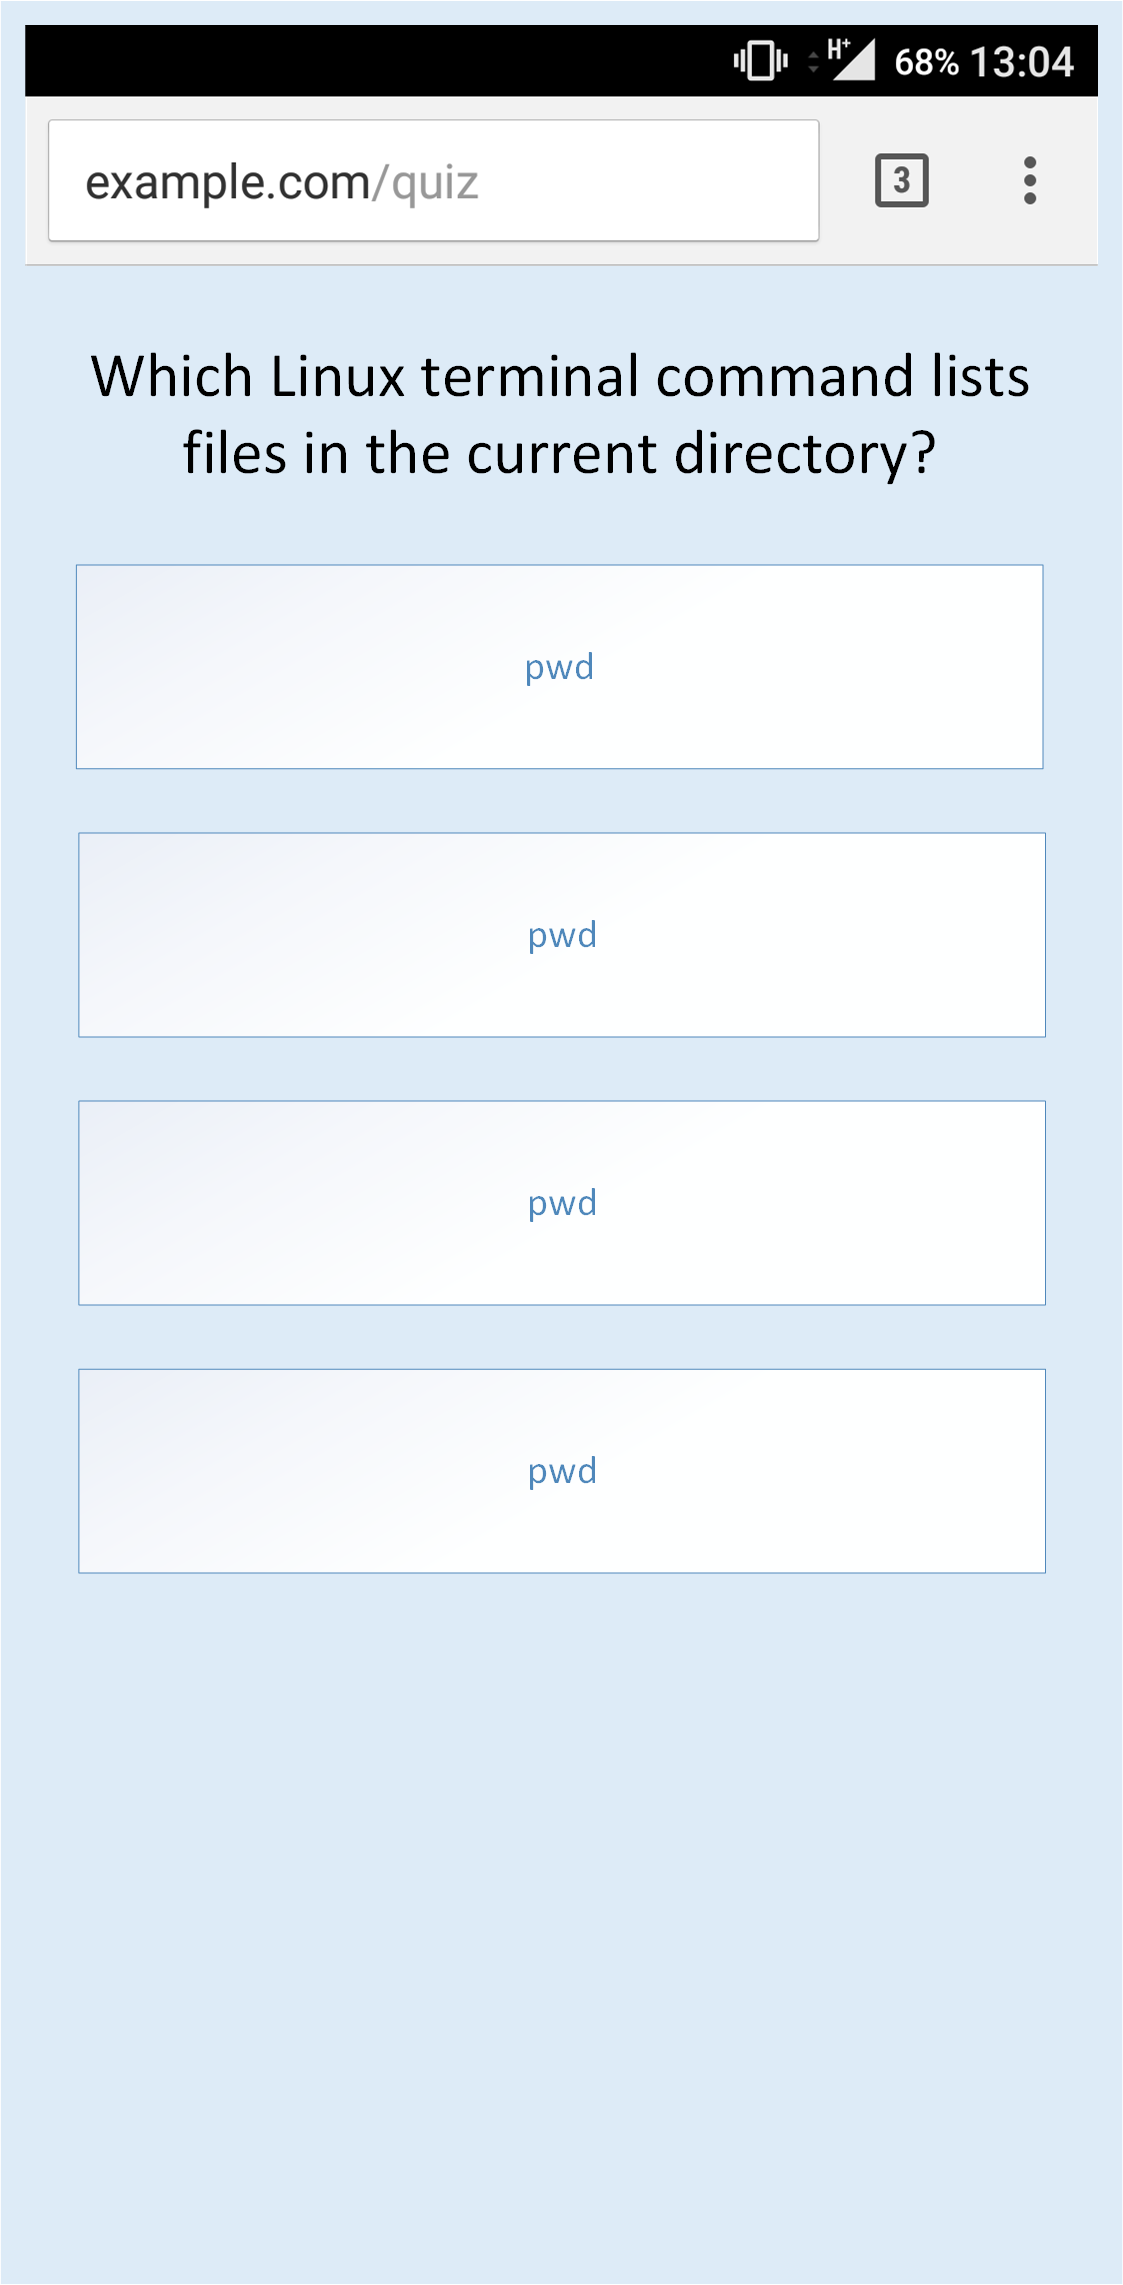 H+ 68% 13:04
example.com/quiz 3
Which Linux terminal command lists
files in the current directory?
pwd
pwd
pwd
pwd